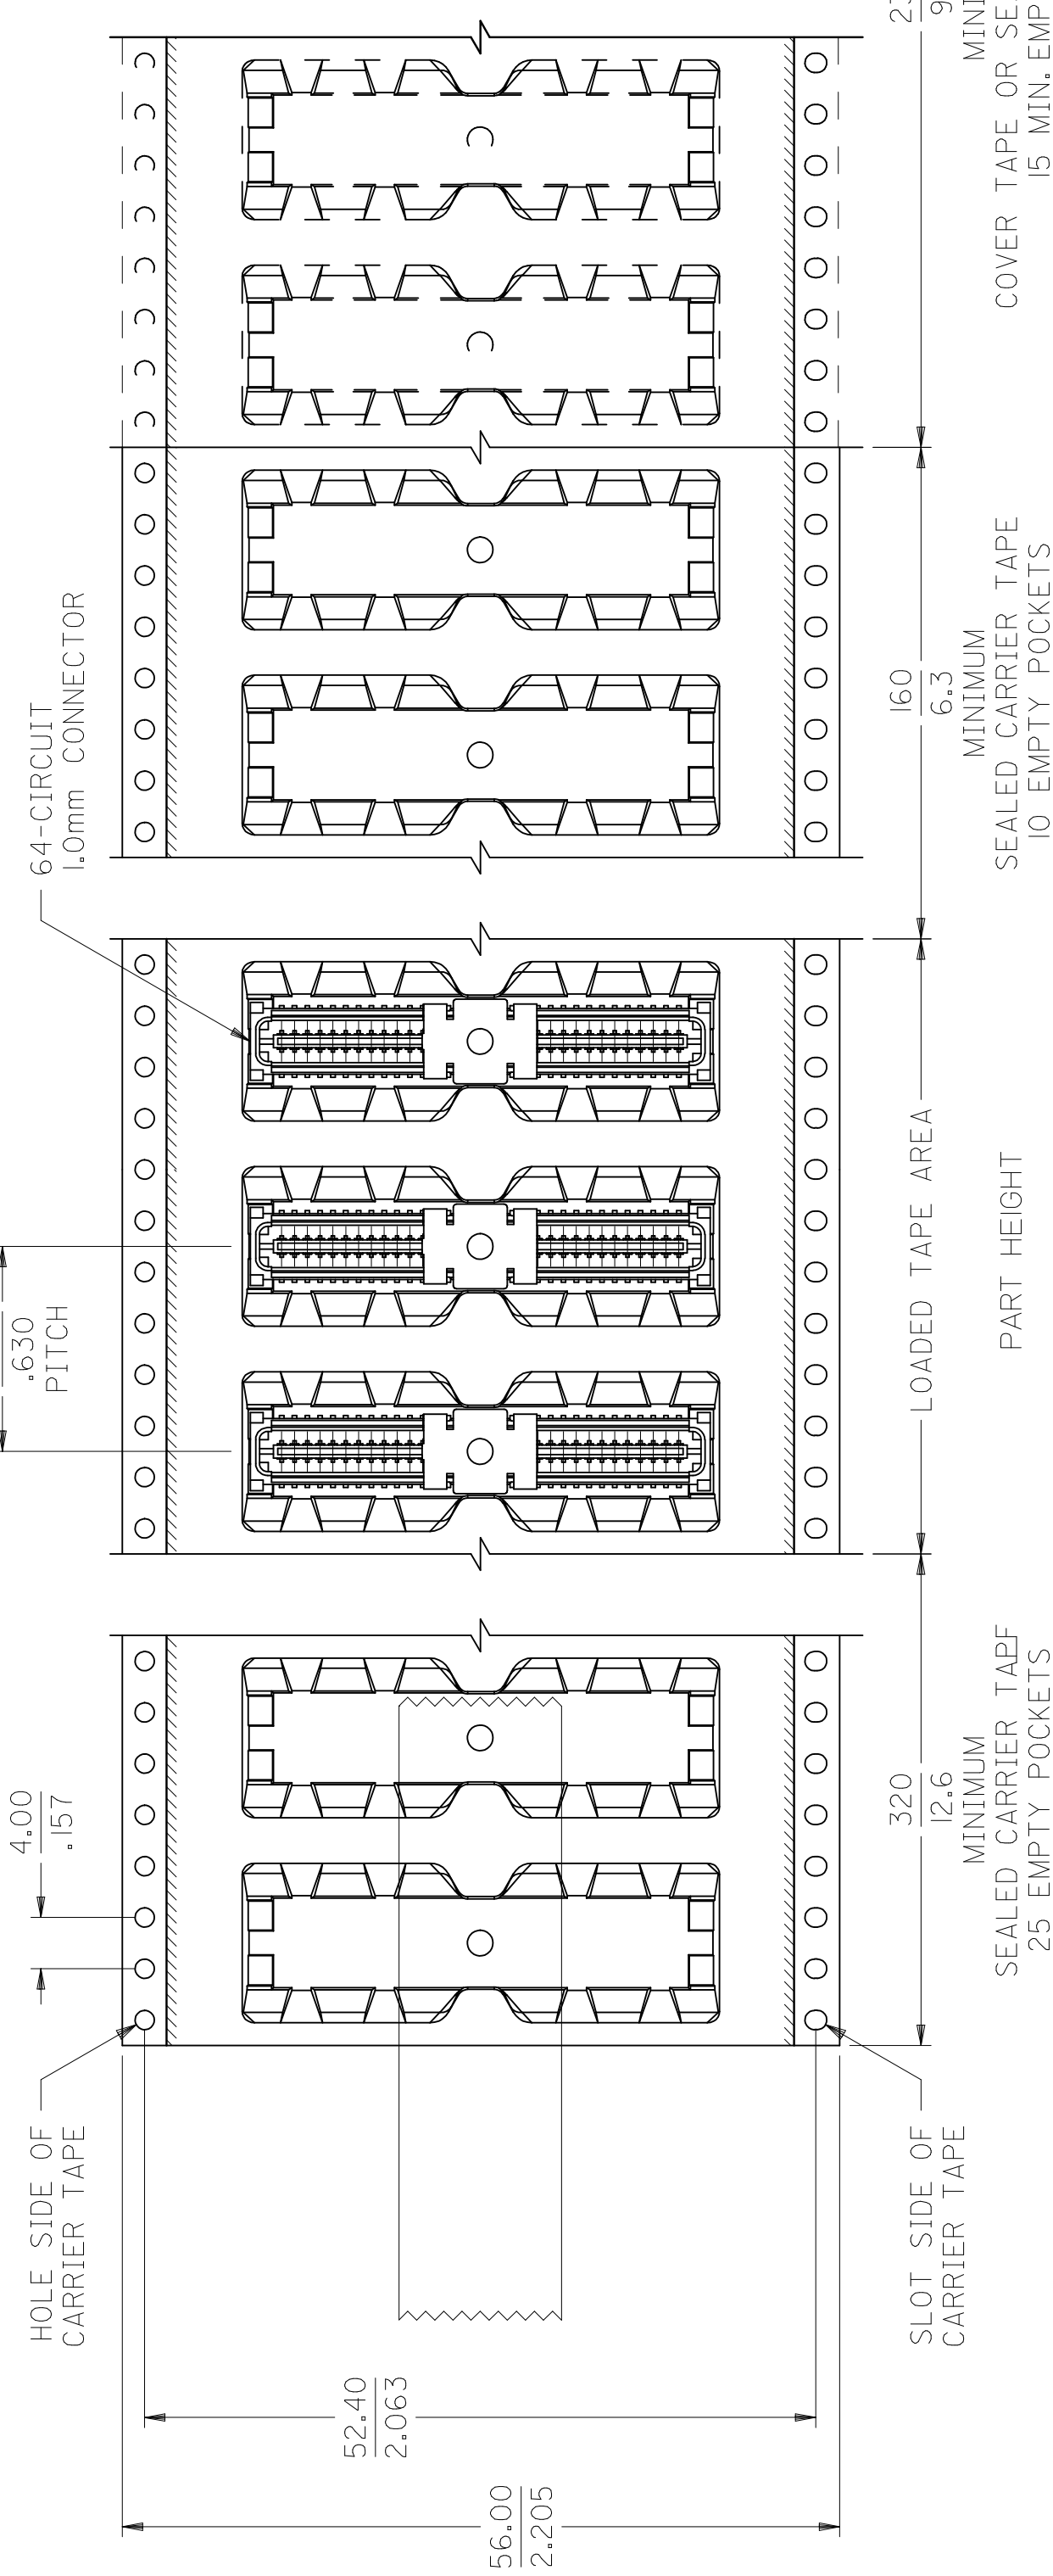 HOLE SIDE OF
CARRIER TAPE
4.00
.157
.630
PITCH
64-CIRCUIT
1.0mm CONNECTOR
56.00
2.205
52.40
2.063
SLOT SIDE OF
CARRIER TAPE
320
12.6
MINIMUM
SEALED CARRIER TAPE
25 EMPTY POCKETS
LOADED TAPE AREA
PART HEIGHT
160
6.3
MINIMUM
SEALED CARRIER TAPE
10 EMPTY POCKETS
COVER TAPE OR
15 MIN.